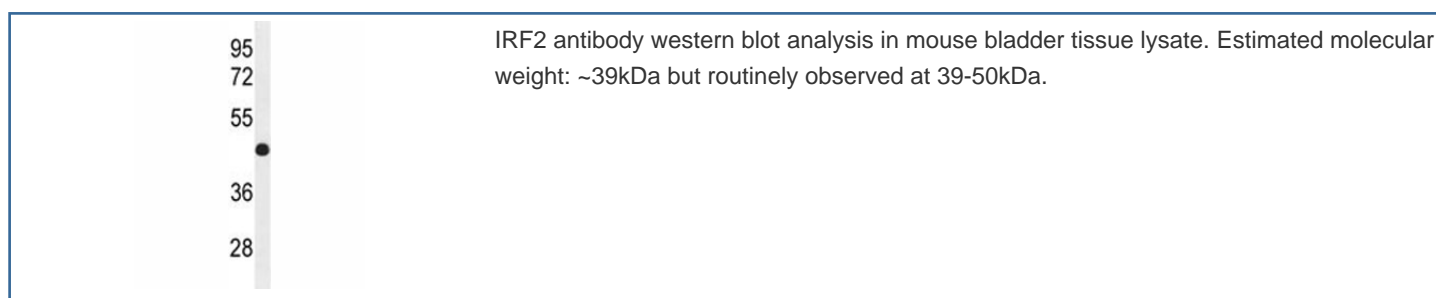 95
72
55
36
28
IRF2 antibody western blot analysis in mouse bladder tissue lysate. Estimated molecular
weight: ~39kDa but routinely observed at 39-50kDa.